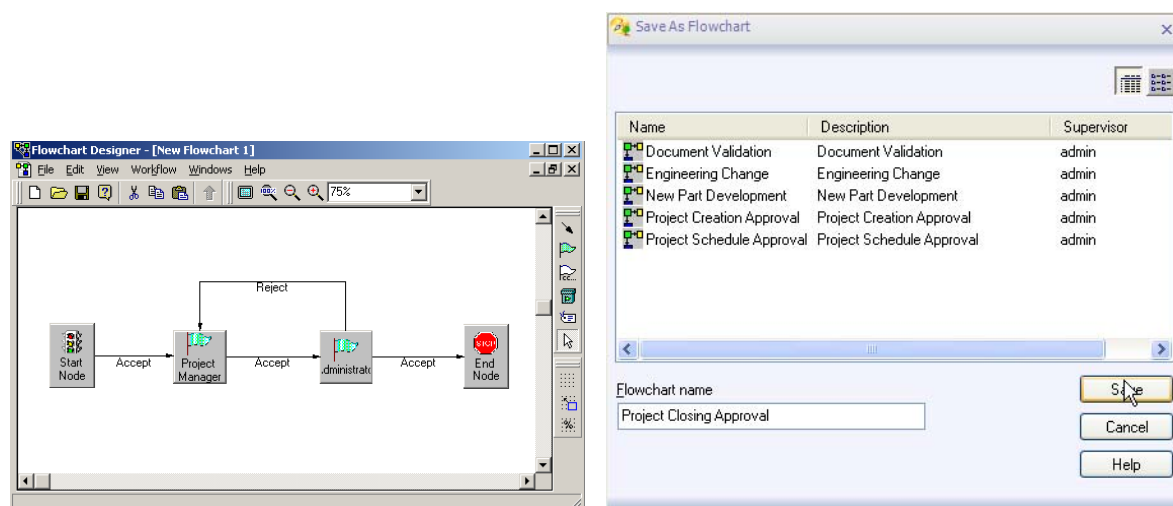 Flowchart Designer - [New Flowchart 1]
File Edit View Workflow Windows Help
75%
Reject
Start
Node
Accept
Project
Manager
Accept
.dministrato
Accept
STOP
End
Node
Save As Flowchart
Name Description Supervisor
Document Validation Document Validation admin
Engineering Change Engineering Change admin
New Part Development New Part Development admin
Project Creation Approval Project Creation Approval admin
Project Schedule Approval Project Schedule Approval admin
Flowchart name
Project Closing Approval
Save
Cancel
Help